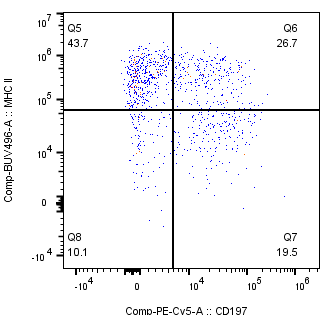 10^7
Q5
43.7
Q6
26.7
10^6
10^5
10^4
0
-10^4
Q8
10.1
Q7
19.5
-10^4
0
10^4
10^5
10^6
Comp-BUV496-A :: MHC II
Comp-PE-Cy5-A :: CD197